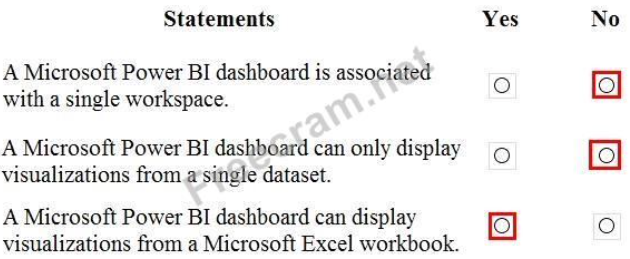 Statements Yes No
A Microsoft Power BI dashboard is associated
with a single workspace.
A Microsoft Power BI dashboard can only display
visualizations from a single dataset.
A Microsoft Power BI dashboard can display
visualizations from a Microsoft Excel workbook.
Freecram.net